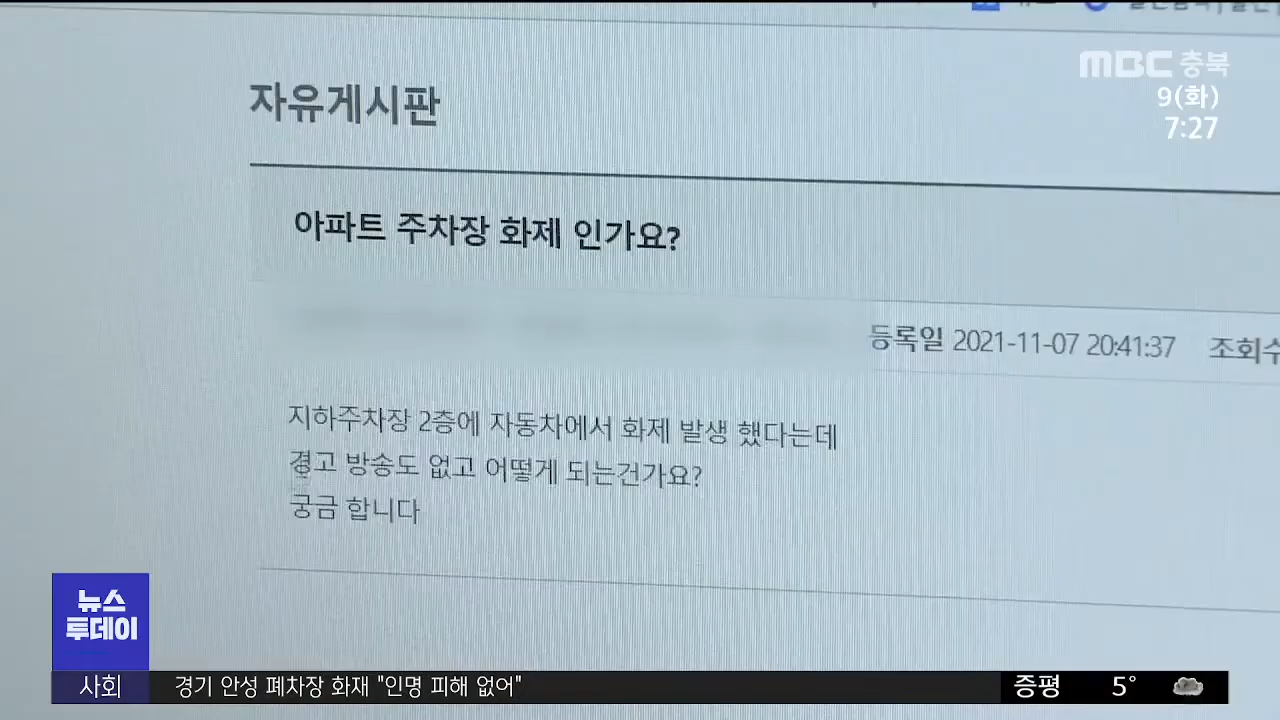 MBC 충북
9(화)
7:27
자유게시판
아파트 주차장 화제 인가요?
등록일 2021-11-07 20:41:37 조회수
지하주차장 2층에 자동차에서 화제 발생 했다는데
경고 방송도 없고 어떻게 되는건가요?
궁금 합니다
뉴스
투데이
사회 경기 안성 폐차장 화재 "인명 피해 없어" 증평 5°